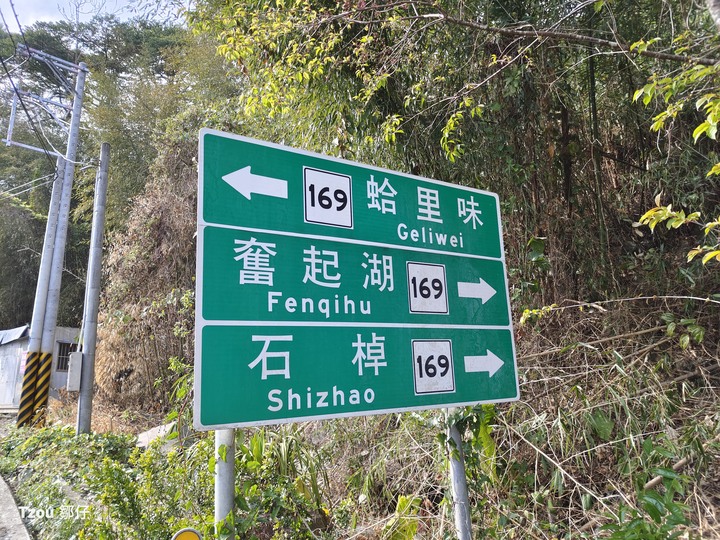 169 蛤里味
Geliwei
奮起湖 169
Fenqihu
石棹 169
Shizhao
Tzou 鄒仔